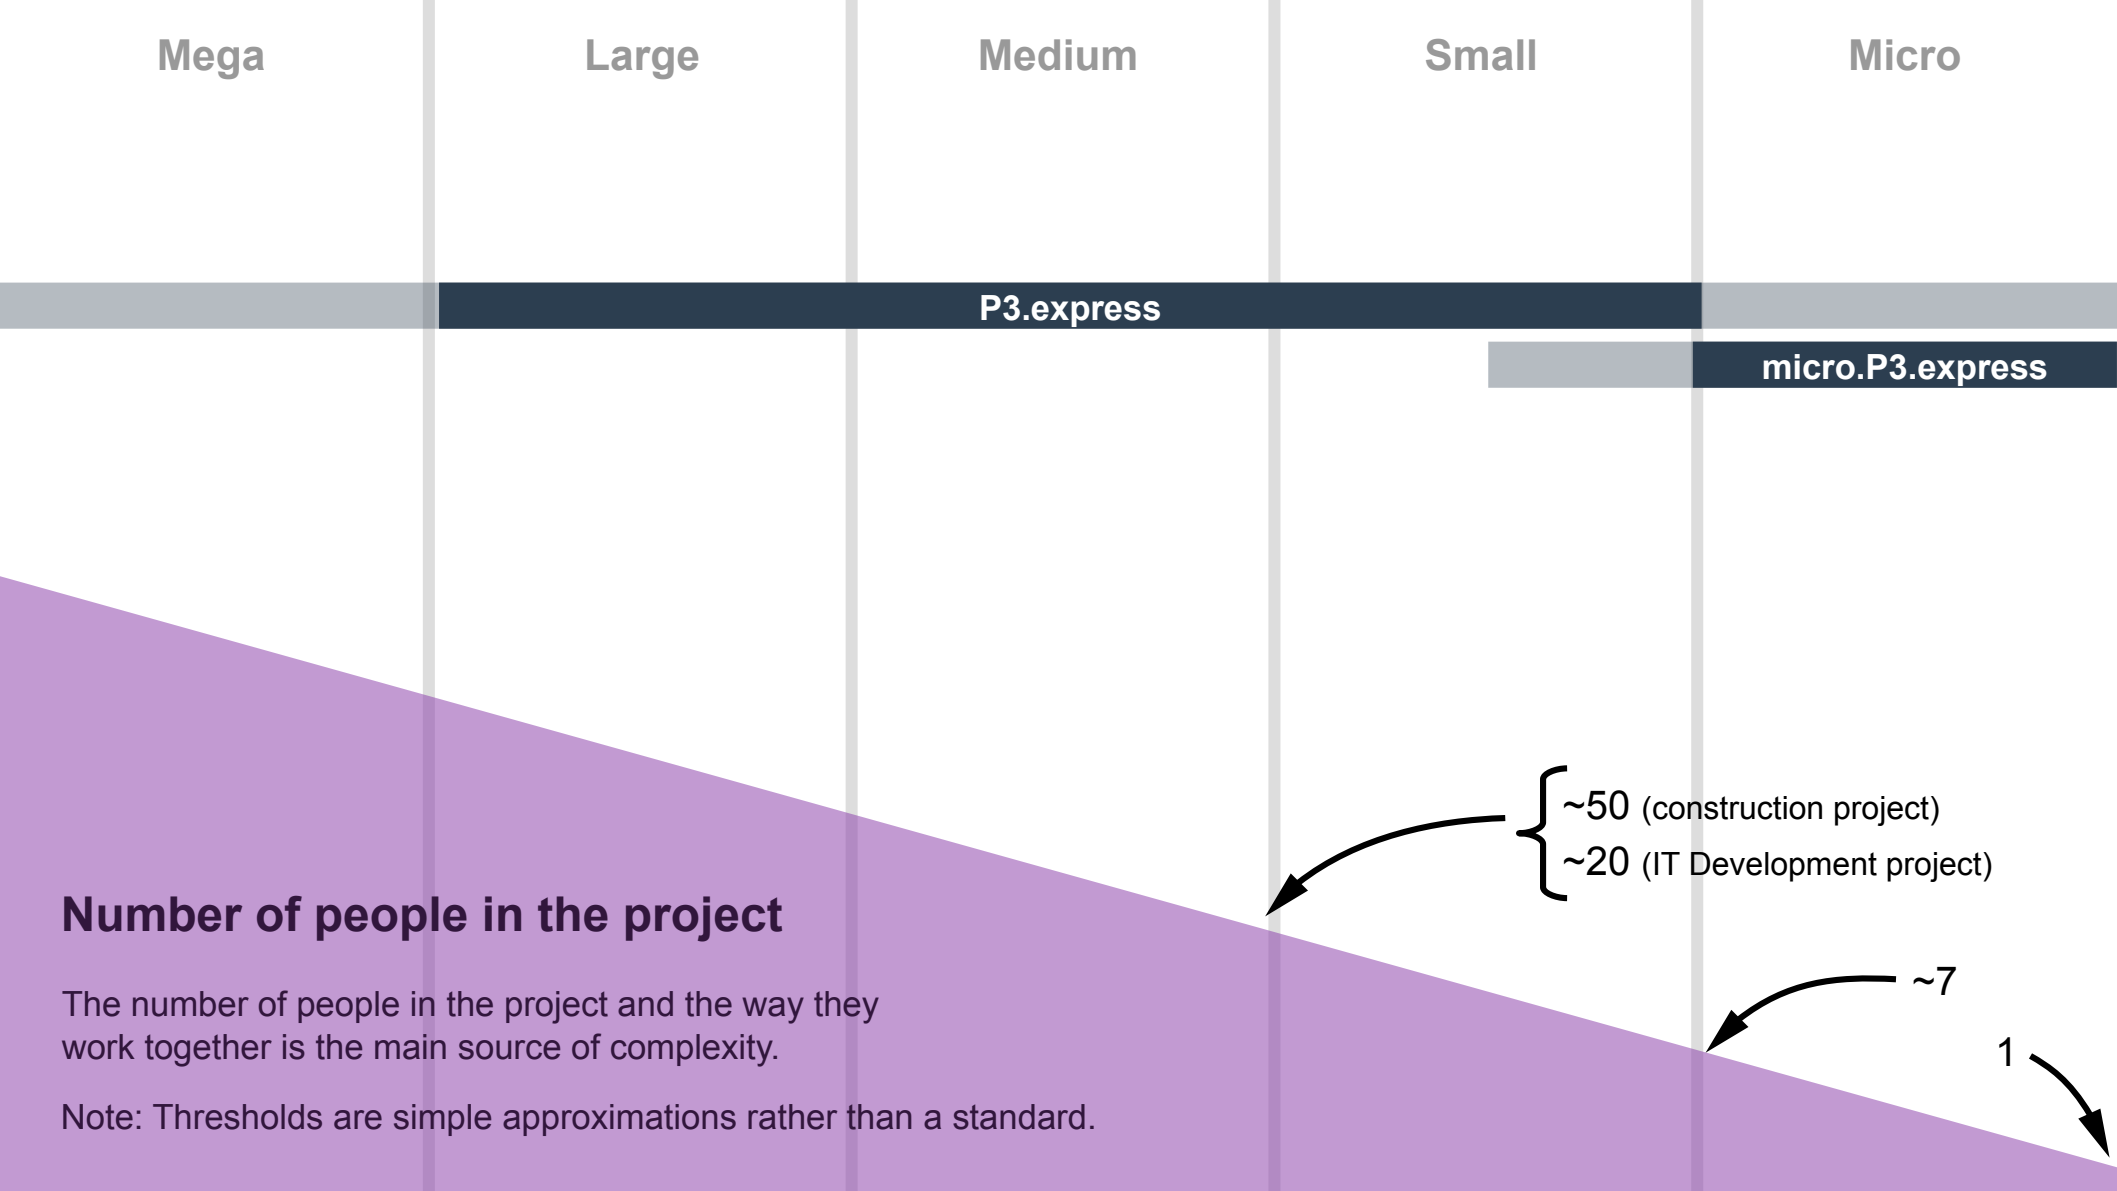 Mega
Large
Medium
Small
Micro
P3.express
micro.P3.express
~50 (construction project)
~20 (IT Development project)
~7
1
Number of people in the project
The number of people in the project and the way they
work together is the main source of complexity.
Note: Thresholds are simple approximations rather than a standard.